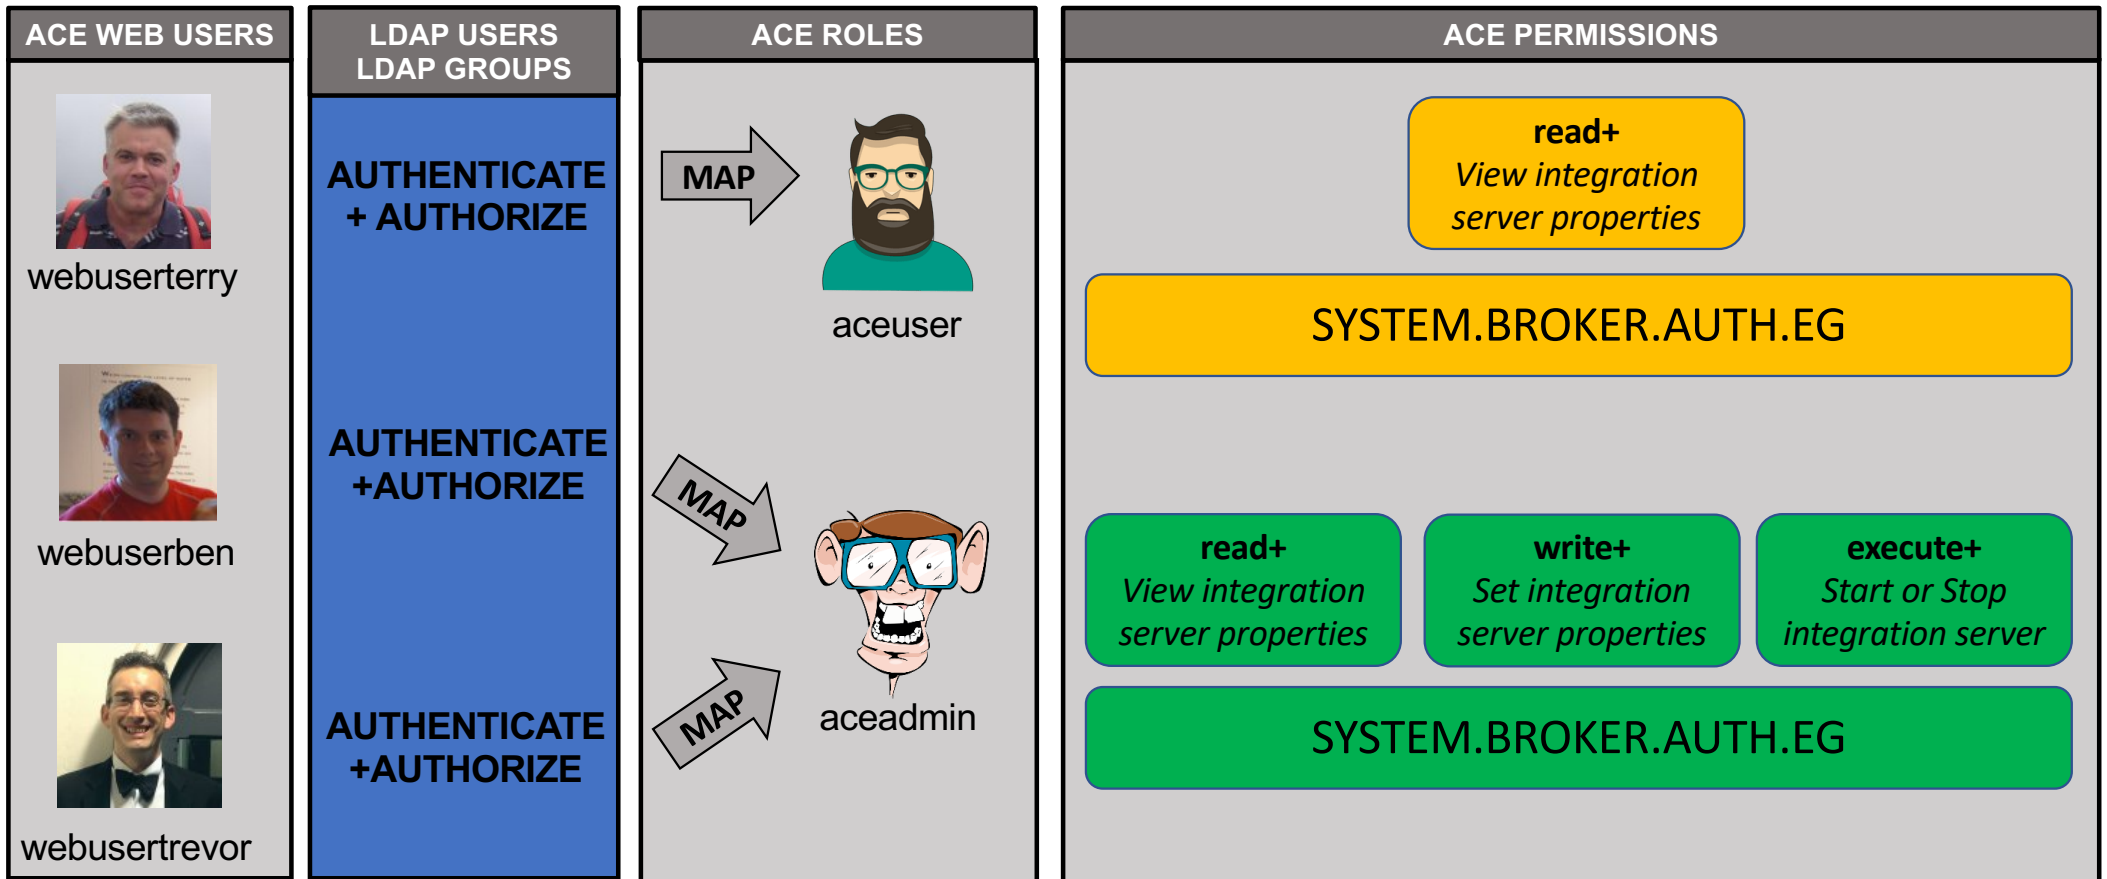 ACE WEB USERS
webuserterry
webuserben
webusertrevor
LDAP USERS
LDAP GROUPS
AUTHENTICATE
+ AUTHORIZE
AUTHENTICATE
+AUTHORIZE
AUTHENTICATE
+AUTHORIZE
ACE ROLES
MAP
aceuser
MAP
MAP
aceadmin
ACE PERMISSIONS
read+
View integration
server properties
SYSTEM.BROKER.AUTH.EG
read+
View integration
server properties
write+
Set integration
server properties
execute+
Start or Stop
integration server
SYSTEM.BROKER.AUTH.EG